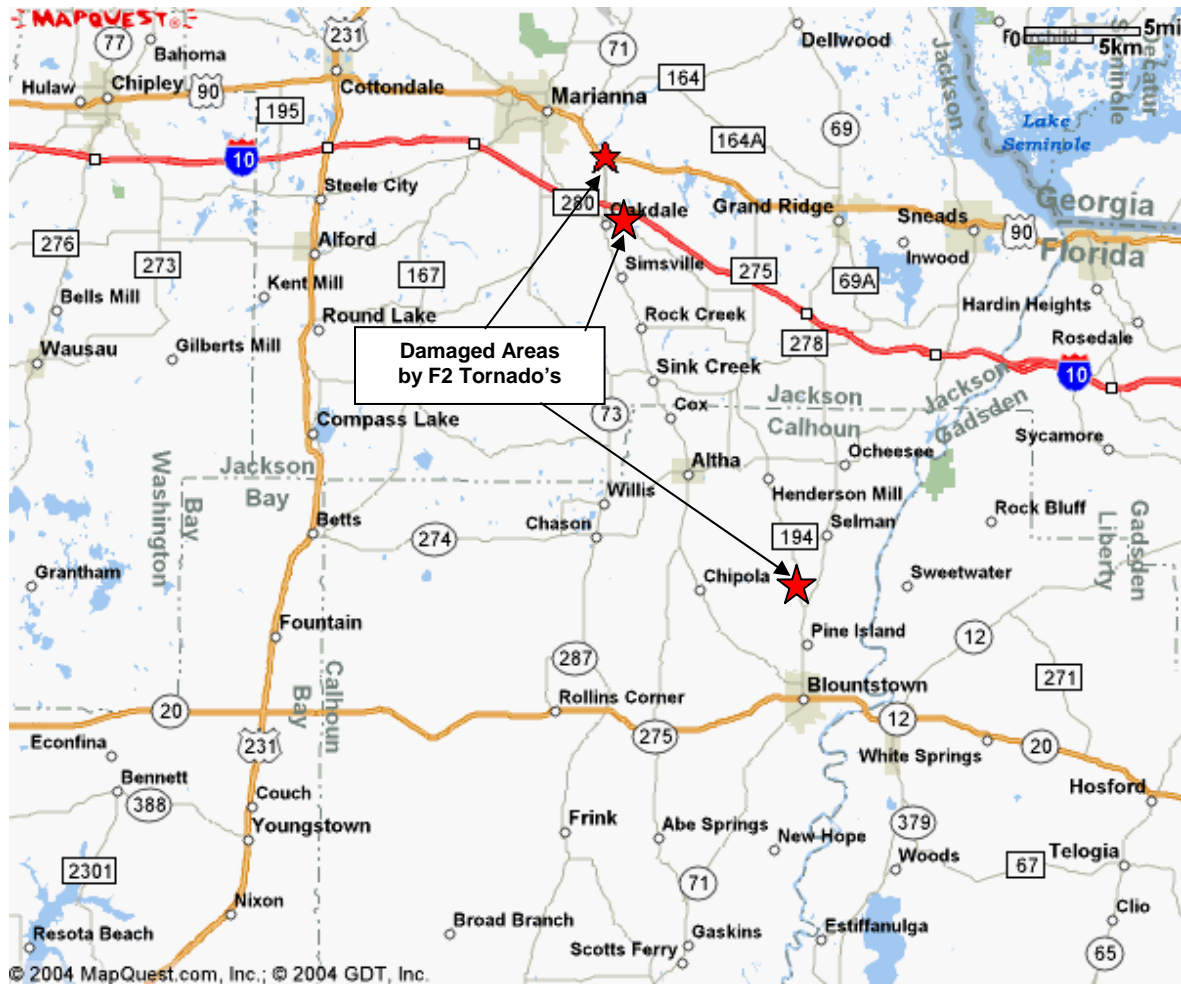 MAPQUEST®
77
Bahoma
231
71
Dellwood
Jackson
Seminole
Decatur
0
5mi
5km
Hulaw
Chipley
90
Cottondale
164
195
Marianna
69
164A
Lake
Seminole
10
Steele City
280
Oakdale
Grand Ridge
Sneads
Georgia
90
Florida
276
Alford
273
167
Simsville
275
Inwood
69A
Kent Mill
Bells Mill
Hardin Heights
Round Lake
Rock Creek
Rosedale
Wausau
Gilberts Mill
278
Damaged Areas
by F2 Tornado's
Sink Creek
10
Jackson
Calhoun
Jackson
Gadsden
Compass Lake
73
Cox
Sycamore
Ocheesee
Washington
Bay
Jackson
Bay
Altha
Henderson Mill
Willis
Betts
274
Chason
194
Selman
Rock Bluff
Gadsden
Liberty
Grantham
Chipola
Sweetwater
Fountain
Pine Island
12
287
271
Calhoun
Bay
Rollins Corner
Blountstown
20
12
231
275
White Springs
20
Econfina
Bennett
388
Couch
Hosford
Youngstown
Frink
Abe Springs
New Hope
379
Woods
67
Telogia
2301
71
Nixon
Clio
Broad Branch
Resota Beach
Scotts Ferry
Gaskins
Estiffanulga
65
© 2004 MapQuest.com, Inc.; © 2004 GDT, Inc.